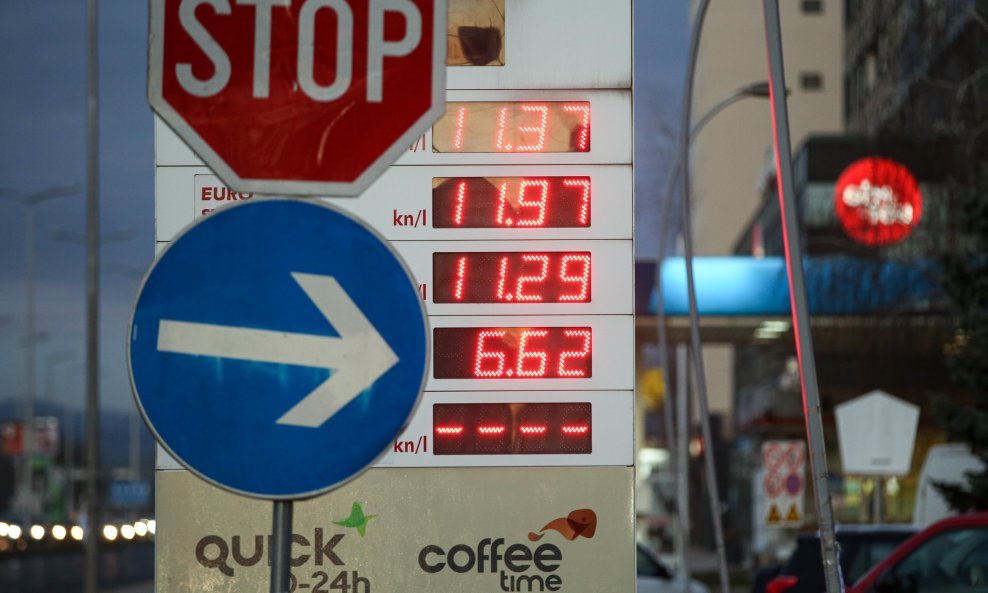 STOP
11.37
EURO
kn/l 11.97
11.29
6.62
kn/l ----
quick
0-24h
coffee
time